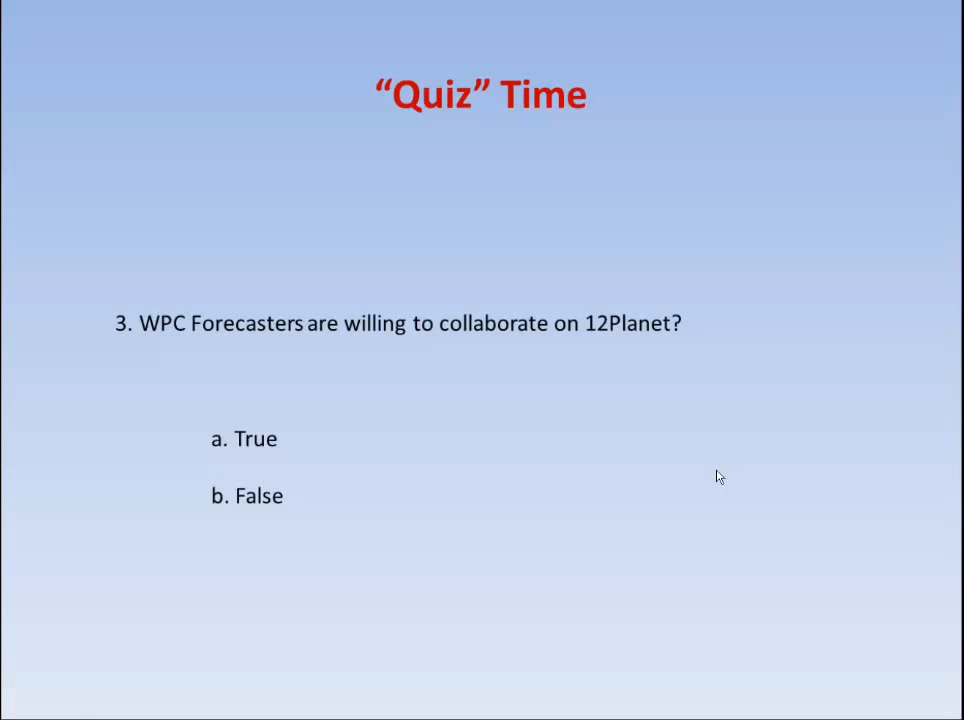 “Quiz” Time
3. WPC Forecasters are willing to collaborate on 12Planet?
a. True
b. False